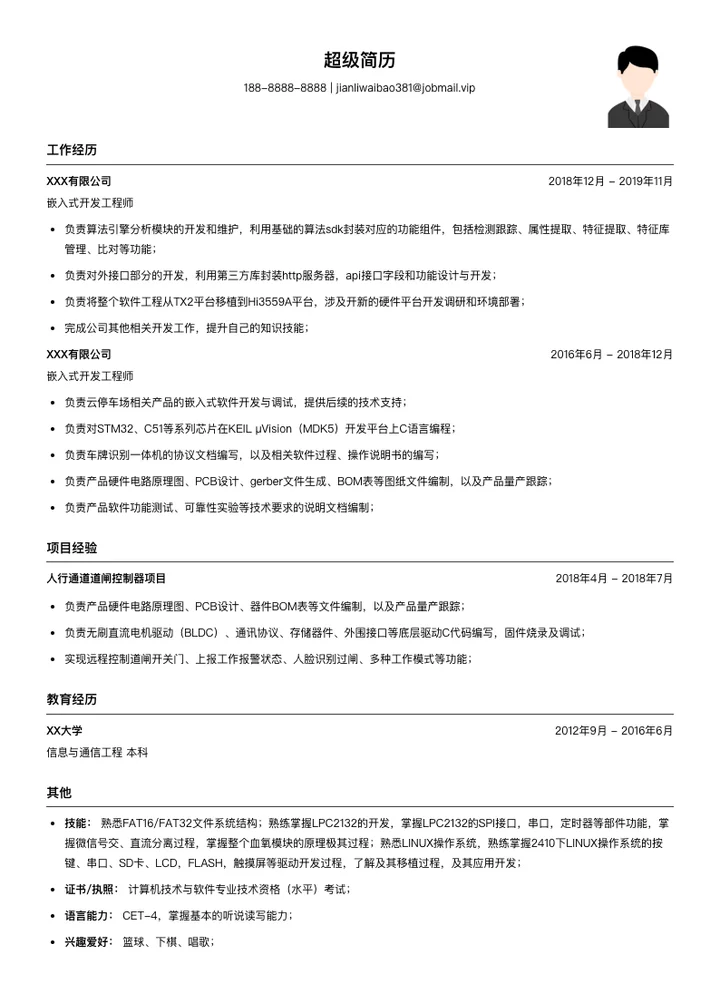 超级简历
188-8888-8888 | jianliwaibao381@jobmail.vip
工作经历
XXX有限公司 2018年12月 – 2019年11月
嵌入式开发工程师
• 负责算法引擎分析模块的开发和维护，利用基础的算法sdk封装对应的功能组件，包括检测跟踪、属性提取、特征提取、特征库
管理、比对等功能；
• 负责对外接口部分的开发，利用第三方库封装http服务器，api接口字段和功能设计与开发；
• 负责将整个软件工程从TX2平台移植到Hi3559A平台，涉及开新的硬件平台开发调研和环境部署；
• 完成公司其他相关开发工作，提升自己的知识技能；
XXX有限公司 2016年6月 – 2018年12月
嵌入式开发工程师
• 负责云停车场相关产品的嵌入式软件开发与调试，提供后续的技术支持；
• 负责对STM32、C51等系列芯片在KEIL μVision（MDK5）开发平台上C语言编程；
• 负责车牌识别一体机的协议文档编写，以及相关软件过程、操作说明书的编写；
• 负责产品硬件电路原理图、PCB设计、gerber文件生成、BOM表等图纸文件编制，以及产品量产跟踪；
• 负责产品软件功能测试、可靠性实验等技术要求的说明文档编制；
项目经验
人行通道道闸控制器项目 2018年4月 – 2018年7月
• 负责产品硬件电路原理图、PCB设计、器件BOM表等文件编制，以及产品量产跟踪；
• 负责无刷直流电机驱动（BLDC）、通讯协议、存储器件、外围接口等底层驱动C代码编写，固件烧录及调试；
• 实现远程控制道闸开关门、上报工作报警状态、人脸识别过闸、多种工作模式等功能；
教育经历
XX大学 2012年9月 – 2016年6月
信息与通信工程 本科
其他
• 技能： 熟悉FAT16/FAT32文件系统结构；熟练掌握LPC2132的开发，掌握LPC2132的SPI接口，串口，定时器等部件功能，掌
握微信号交、直流分离过程，掌握整个血氧模块的原理极其过程；熟悉LINUX操作系统，熟练掌握2410下LINUX操作系统的按
键、串口、SD卡、LCD，FLASH，触摸屏等驱动开发过程，了解及其移植过程，及其应用开发；
• 证书/执照： 计算机技术与软件专业技术资格（水平）考试；
• 语言能力： CET-4，掌握基本的听说读写能力；
• 兴趣爱好： 篮球、下棋、唱歌；